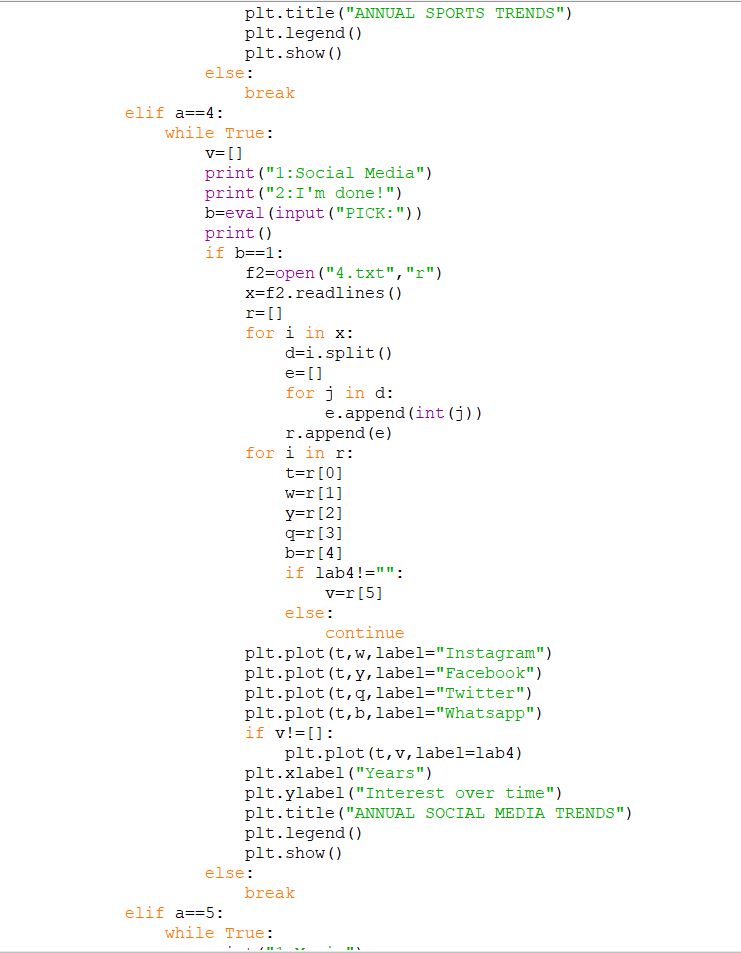 plt.title("ANNUAL SPORTS TRENDS")
plt.legend()
plt.show()
else:
break
elif a==4:
while True:
v=[]
print("1:Social Media")
print("2:I'm done!")
b=eval(input("PICK:"))
print()
if b==1:
f2=open("4.txt","r")
x=f2.readlines()
r=[]
for i in x:
d=i.split()
e=[]
for j in d:
e.append(int(j))
r.append(e)
for i in r:
t=r[0]
w=r[1]
y=r[2]
q=r[3]
b=r[4]
if lab4!="":
v=r[5]
else:
continue
plt.plot(t,w,label="Instagram")
plt.plot(t,y,label="Facebook")
plt.plot(t,q,label="Twitter")
plt.plot(t,b,label="Whatsapp")
if v!=[]:
plt.plot(t,v,label=lab4)
plt.xlabel("Years")
plt.ylabel("Interest over time")
plt.title("ANNUAL SOCIAL MEDIA TRENDS")
plt.legend()
plt.show()
else:
break
elif a==5:
while True: